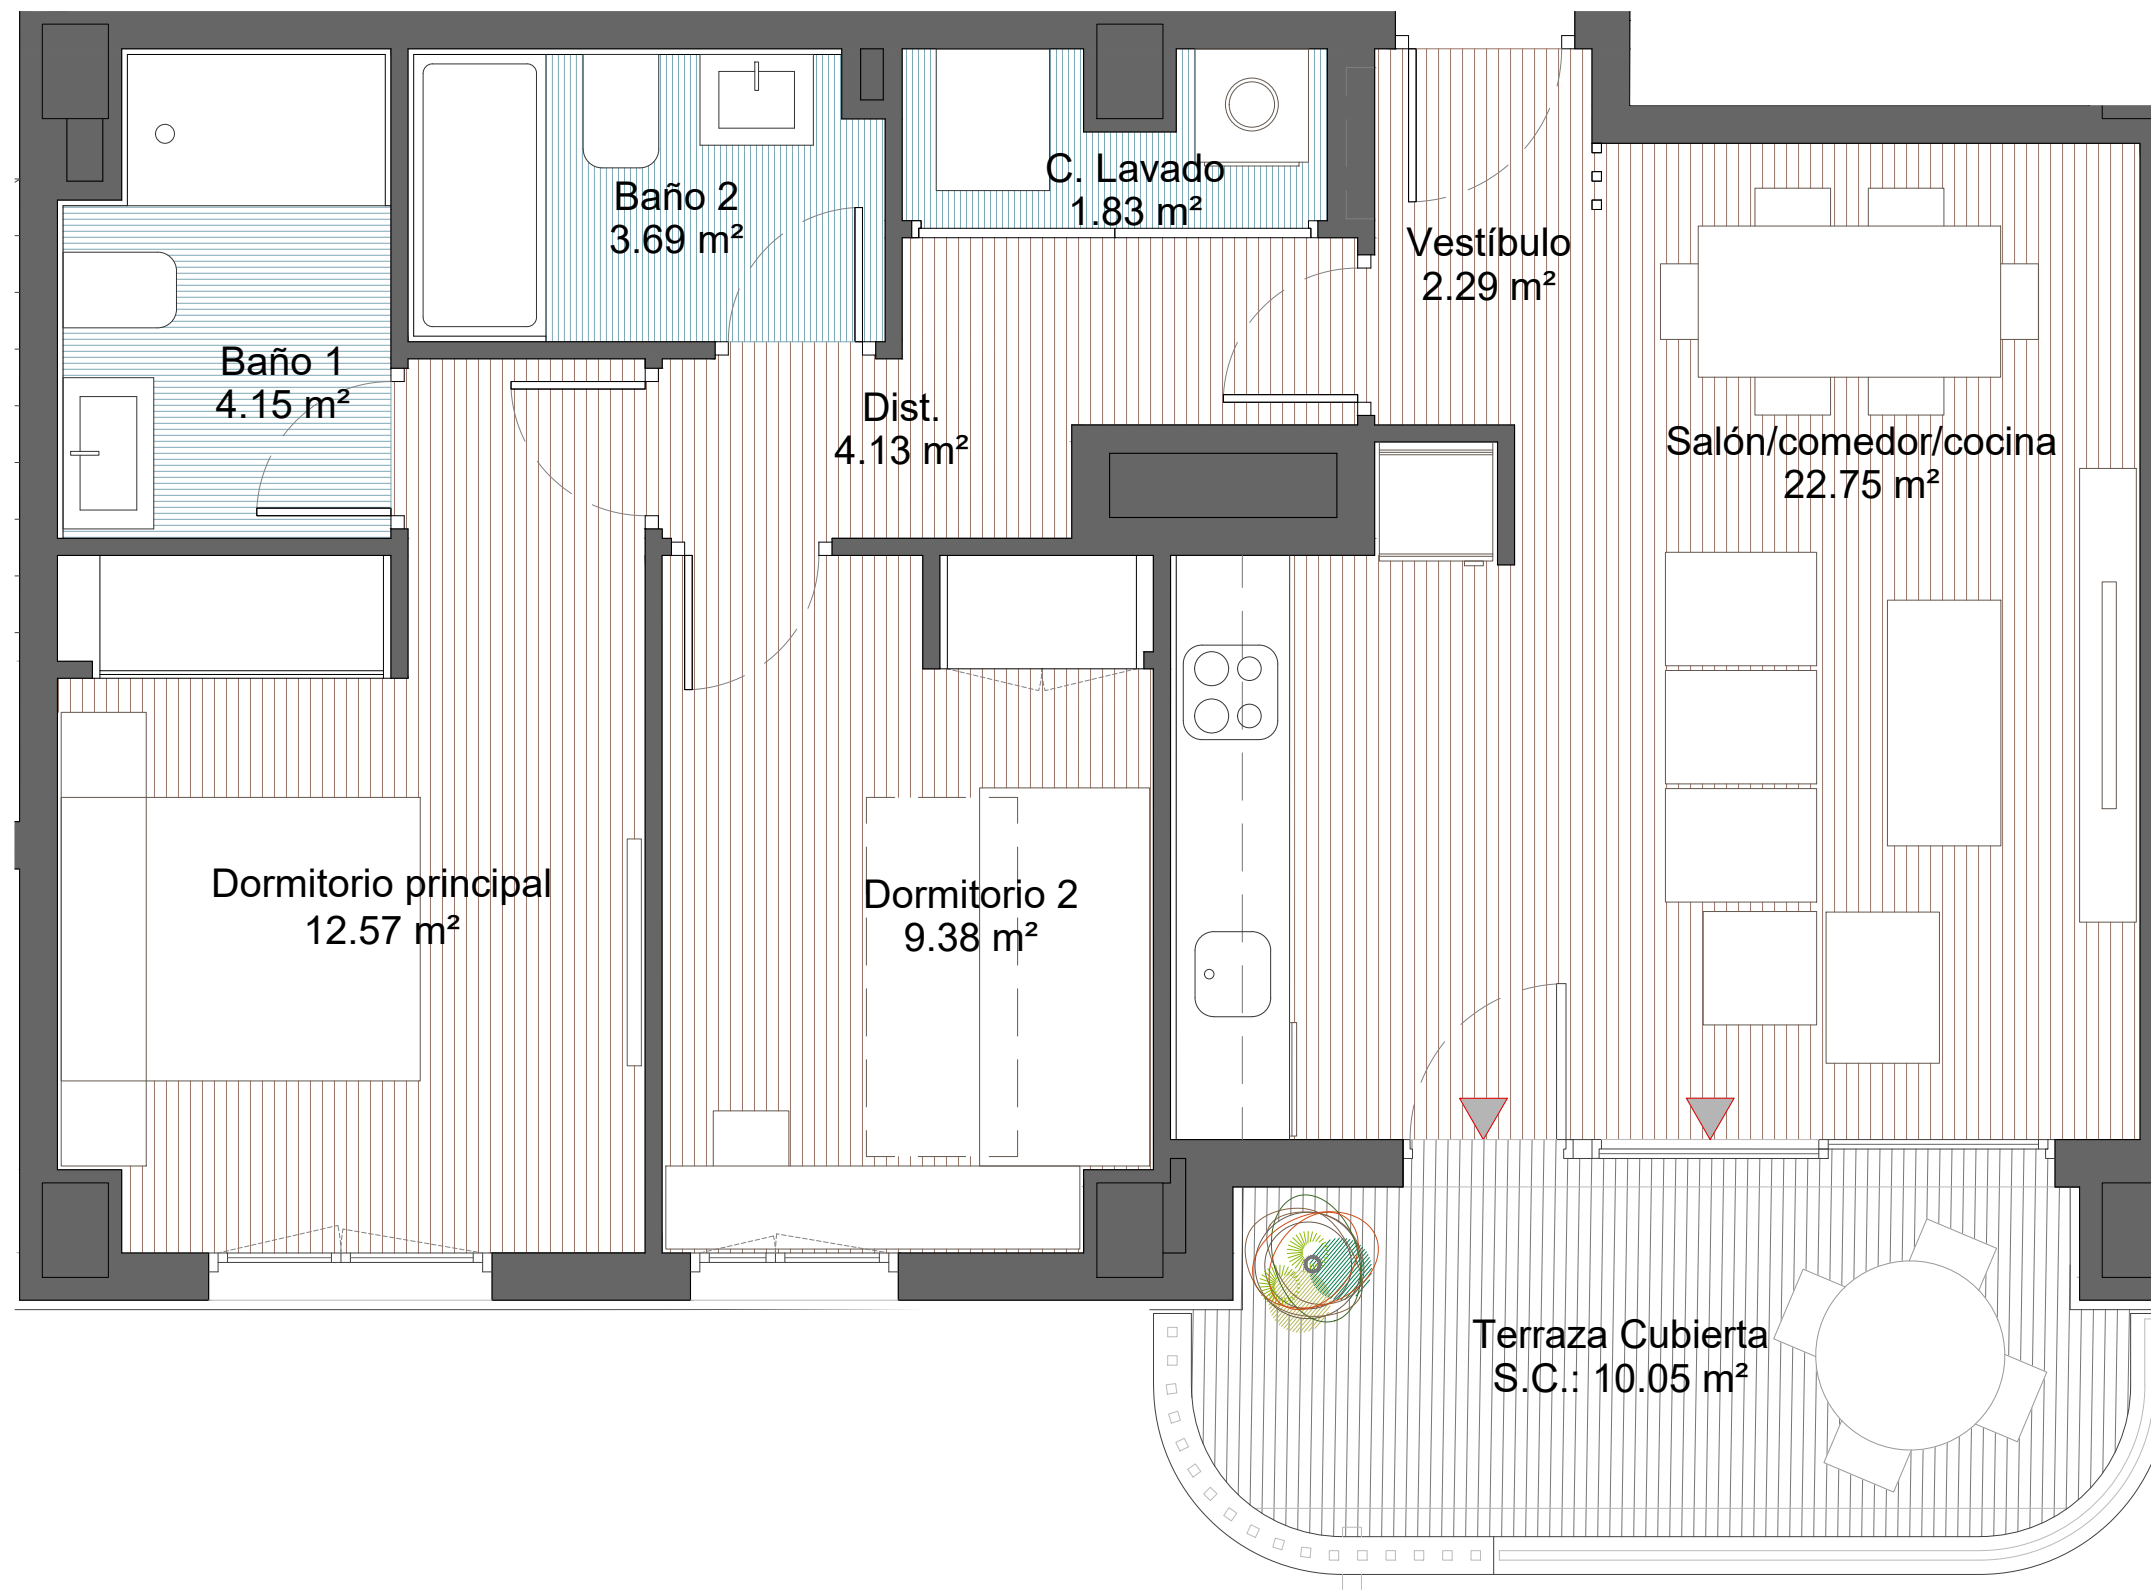 C. Lavado
1.83 m²
Baño 2
3.69 m²
Vestíbulo
2.29 m²
Baño 1
4.15 m²
Dist.
4.13 m²
Salón/comedor/cocina
22.75 m²
Dormitorio principal
12.57 m²
Dormitorio 2
9.38 m²
Terraza Cubierta
S.C.: 10.05 m²